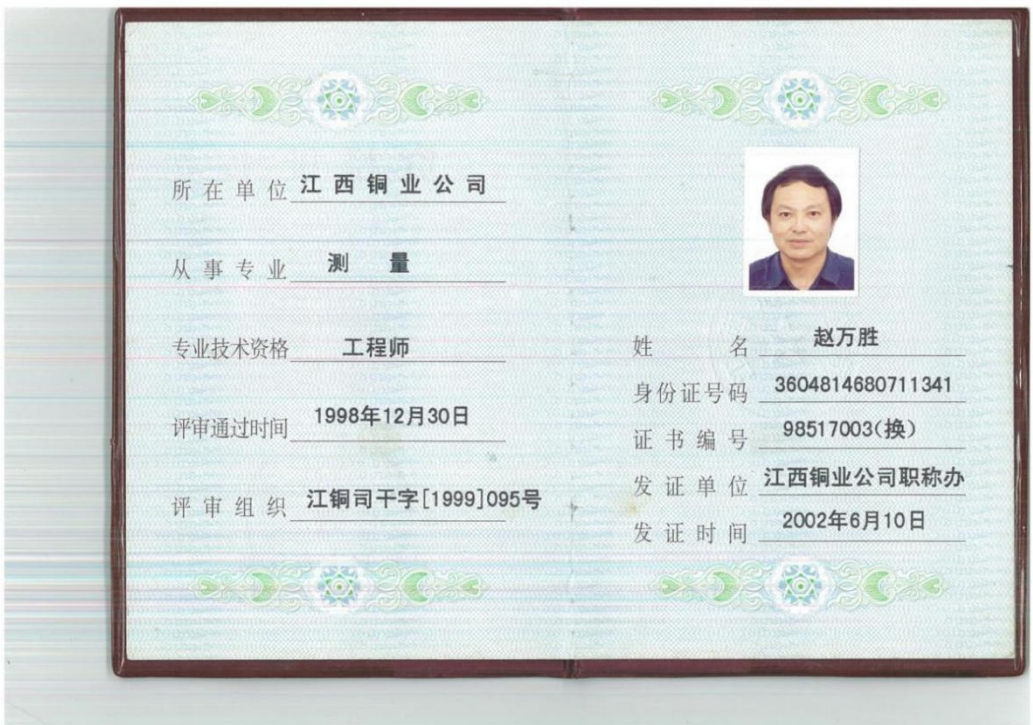 所在单位 江西铜业公司
从事专业 测量
专业技术资格 工程师
评审通过时间 1998年12月30日
评审组织 江铜司干字[1999]095号
姓名 赵万胜
身份证号码 3604814680711341
证书编号 98517003(换)
发证单位 江西铜业公司职称办
发证时间 2002年6月10日